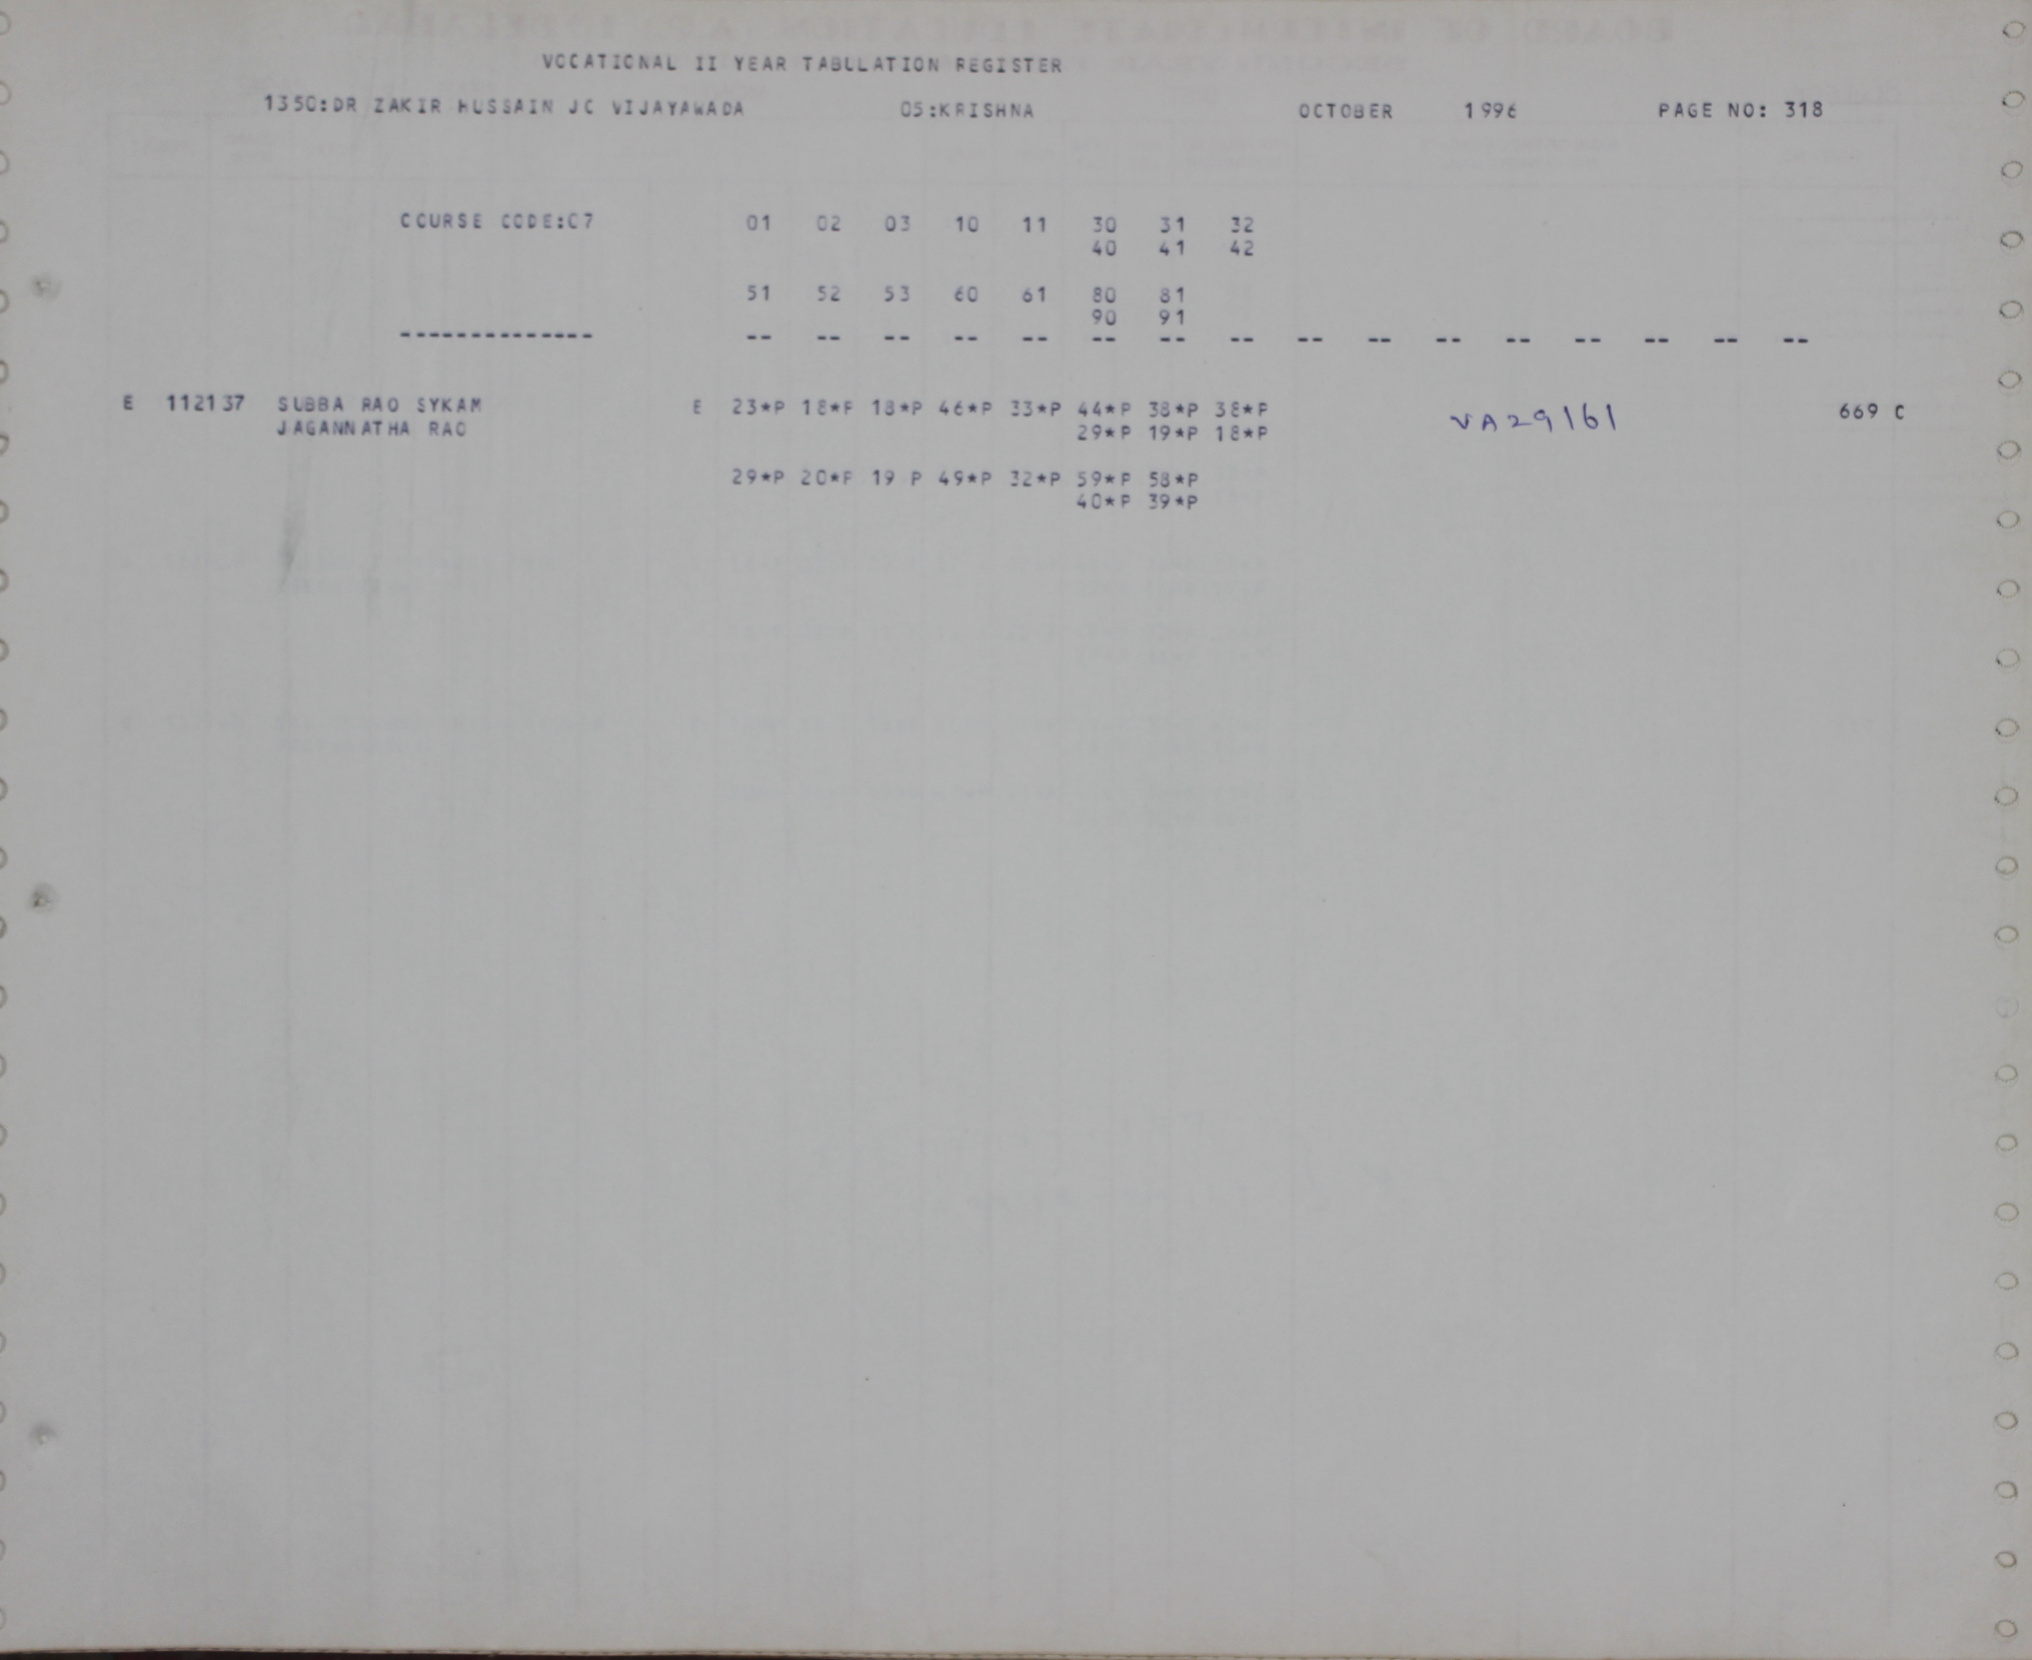 VOCATIONAL II YEAR TABULATION REGISTER
1350:DR ZAKIR HUSSAIN JC VIJAYAWADA 05:KRISHNA OCTOBER 1996 PAGE NO: 318
COURSE CODE:C7 01 02 03 10 11 30 31 32
40 41 42
51 52 53 60 61 80 81
90 91
-------------- -- -- -- -- -- -- -- -- -- -- -- -- -- -- -- --
E 112137 SUBBA RAO SYKAM E 23*P 18*P 18*P 46*P 33*P 44*P 38*P 38*P VA29161 669 C
JAGANNATHA RAO 29*P 19*P 18*P
29*P 20*P 19 P 49*P 32*P 59*P 58*P
40*P 39*P